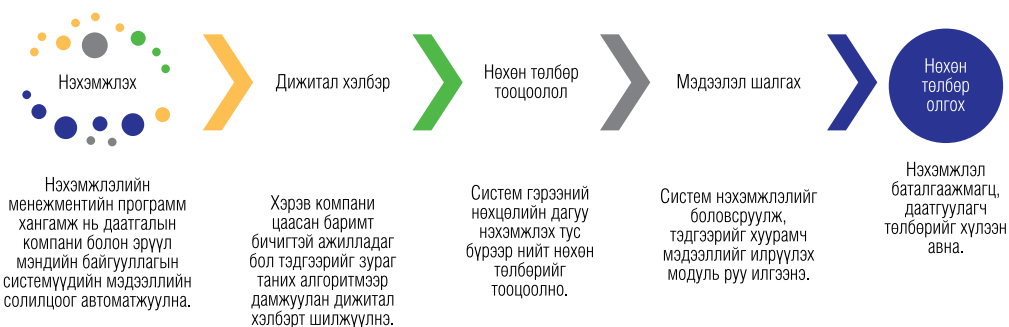 Нэхэмжлэх
Дижитал хэлбэр
Нөхөн төлбөр
тооцоолол
Мэдээлэл шалгах
Нөхөн
төлбөр
олгох
Нэхэмжлэлийн
менежментийн программ
хангамж нь даатгалын
компани болон эрүүл
мэндийн байгууллагын
системүүдийн мэдээллийн
солилцоог автоматжуулна.
Хэрэв компани
цаасан баримт
бичигтэй ажилладаг
бол тэдгээрийг зураг
таних алгоритмээр
дамжуулан дижитал
хэлбэрт шилжүүлнэ.
Систем гэрээний
нөхцөлийн дагуу
нэхэмжлэх тус
бүрээр нийт нөхөн
төлбөрийг
тооцоолно.
Систем нэхэмжлэлийг
боловсруулж,
тэдгээрийг хуурамч
мэдээллийг илрүүлэх
модуль руу илгээнэ.
Нэхэмжлэл
баталгаажмагц,
даатгуулагч
төлбөрийг хүлээн
авна.